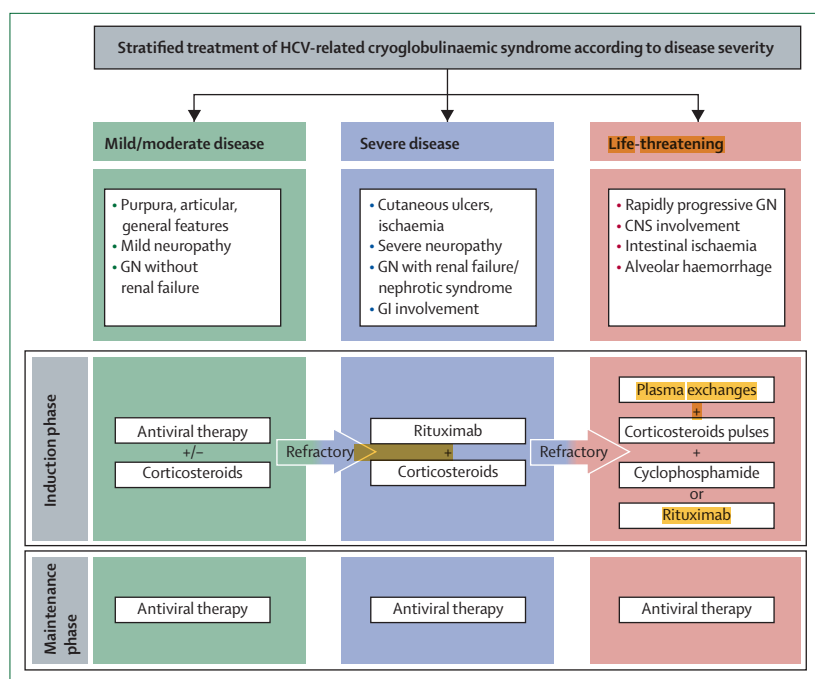 Stratified treatment of HCV-related cryoglobulinaemic syndrome according to disease severity
Mild/moderate disease
• Purpura, articular,
general features
• Mild neuropathy
• GN without
renal failure
Severe disease
• Cutaneous ulcers,
ischaemia
• Severe neuropathy
• GN with renal failure/
nephrotic syndrome
• GI involvement
Life-threatening
• Rapidly progressive GN
• CNS involvement
• Intestinal ischaemia
• Alveolar haemorrhage
Induction phase
Antiviral therapy
+/–
Corticosteroids
Refractory
Rituximab
+
Corticosteroids
Refractory
Plasma exchanges
+
Corticosteroids pulses
+
Cyclophosphamide
or
Rituximab
Maintenance
phase
Antiviral therapy
Antiviral therapy
Antiviral therapy